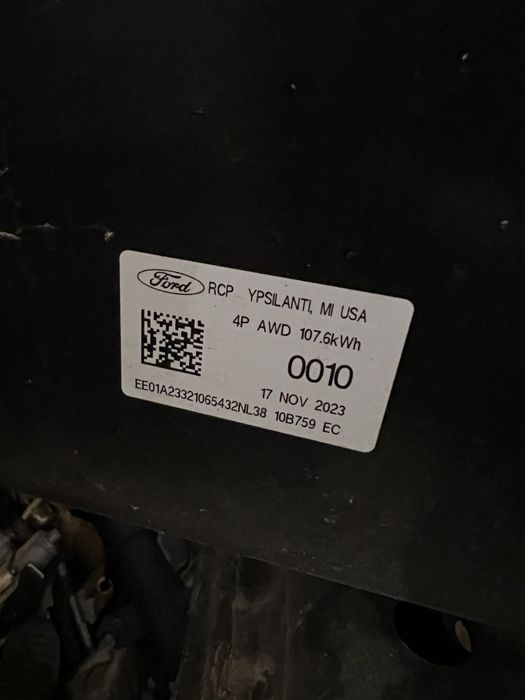 Ford RCP YPSILANTI, MI USA
4P AWD 107.6kWh
0010
17 NOV 2023
EE01A23321065432NL38 10B759 EC